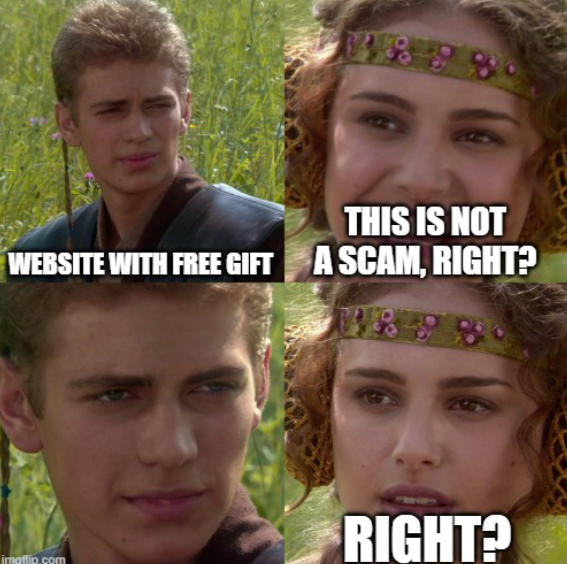 WEBSITE WITH FREE GIFT
THIS IS NOT
A SCAM, RIGHT?
RIGHT?
imgflip.com